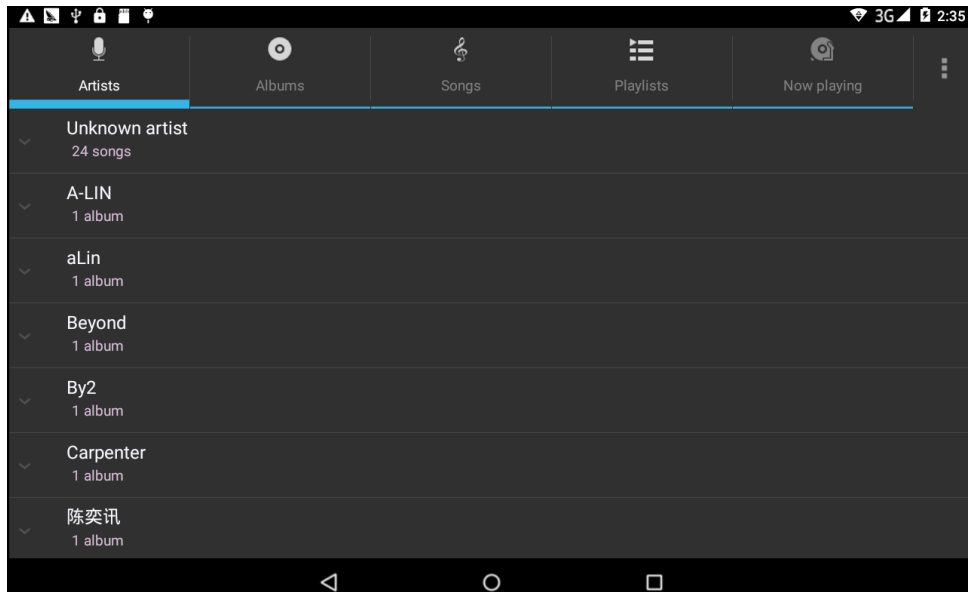 3G 2:35
Artists Albums Songs Playlists Now playing
Unknown artist
24 songs
A-LIN
1 album
aLin
1 album
Beyond
1 album
By2
1 album
Carpenter
1 album
陈奕讯
1 album